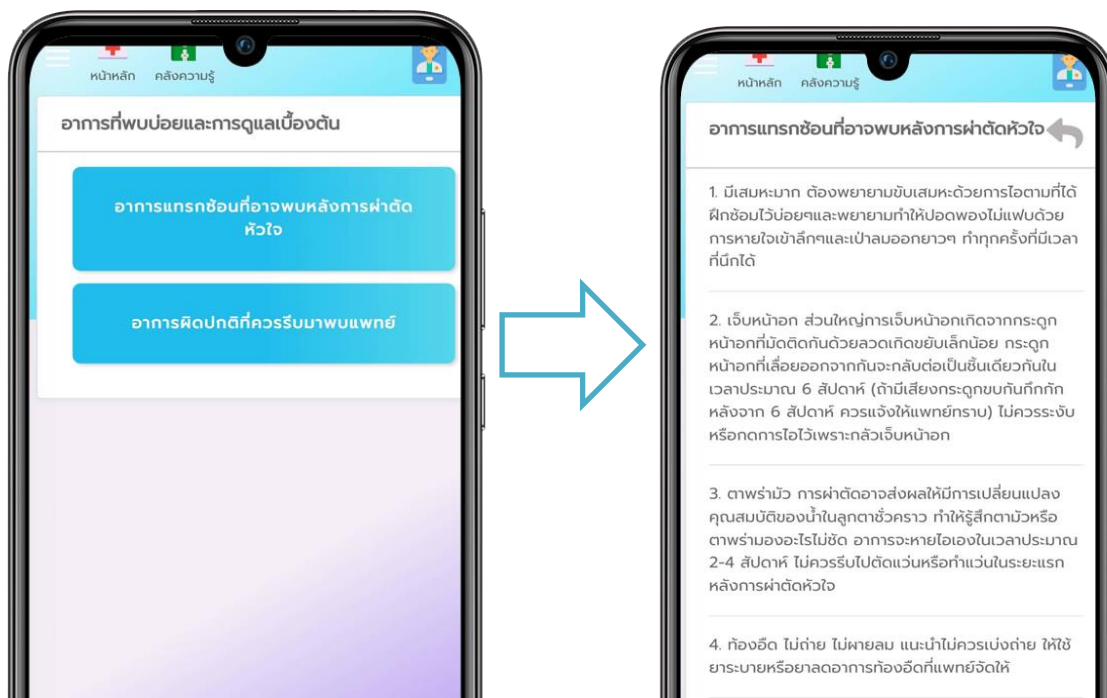 หน้าหลัก คลังความรู้
อาการที่พบบ่อยและการดูแลเบื้องต้น
อาการแทรกซ้อนที่อาจพบหลังการผ่าตัด
หัวใจ
อาการผิดปกติที่ควรรีบมาพบแพทย์
หน้าหลัก คลังความรู้
อาการแทรกซ้อนที่อาจพบหลังการผ่าตัดหัวใจ
1. มีเสมหะมาก ต้องพยายามขับเสมหะด้วยการไอตามที่ได้
ฝึกซ้อมไว้บ่อยๆและพยายามทำให้ปอดพองไม่แฟบด้วย
การหายใจเข้าลึกๆและเป่าลมออกยาวๆ ทำทุกครั้งที่มีเวลา
ที่นึกได้
2. เจ็บหน้าอก ส่วนใหญ่การเจ็บหน้าอกเกิดจากกระดูก
หน้าอกที่มัดติดกันด้วยลวดเกิดขยับเล็กน้อย กระดูก
หน้าอกที่เลื่อยออกจากกันจะกลับต่อเป็นชิ้นเดียวกันใน
เวลาประมาณ 6 สัปดาห์ (ถ้ามีเสียงกระดูกขบกันกึกกัก
หลังจาก 6 สัปดาห์ ควรแจ้งให้แพทย์ทราบ) ไม่ควรระงับ
หรือกดการไอไว้เพราะกลัวเจ็บหน้าอก
3. ตาพร่ามัว การผ่าตัดอาจส่งผลให้มีการเปลี่ยนแปลง
คุณสมบัติของน้ำในลูกตาชั่วคราว ทำให้รู้สึกตามัวหรือ
ตาพร่ามองอะไรไม่ชัด อาการจะหายไอเองในเวลาประมาณ
2-4 สัปดาห์ ไม่ควรรีบไปตัดแว่นหรือทำแว่นในระยะแรก
หลังการผ่าตัดหัวใจ
4. ท้องอืด ไม่ถ่าย ไม่ผายลม แนะนำไม่ควรเบ่งถ่าย ให้ใช้
ยาระบายหรือยาลดอาการท้องอืดที่แพทย์จัดให้